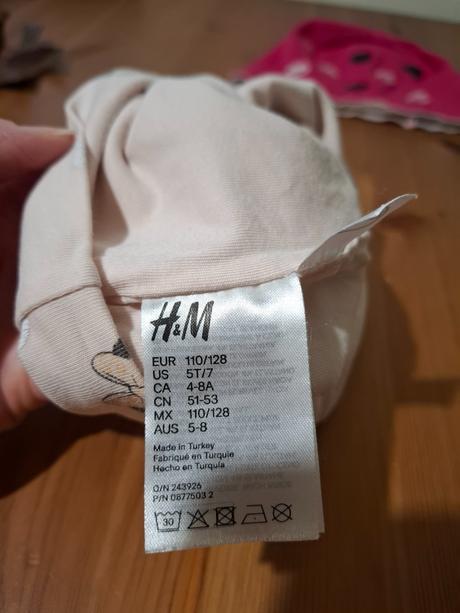 H&M
EUR 110/128
US 5T/7
CA 4-8A
CN 51-53
MX 110/128
AUS 5-8
Made in Turkey
Fabriqué en Turquie
Hecho en Turquía
O/N 243926
P/N 0877503 2
30